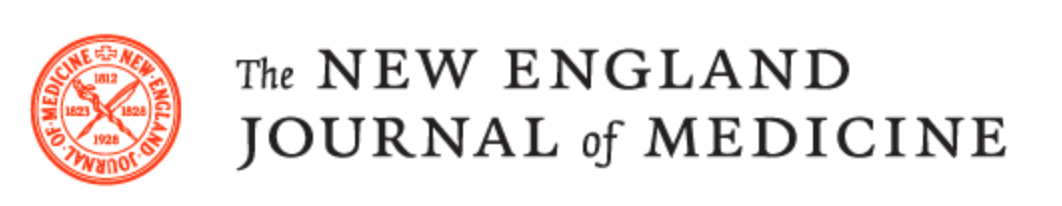 NEW · ENGLAND · JOURNAL · OF · MEDICINE
1812
1823
1828
1928
The NEW ENGLAND
JOURNAL of MEDICINE